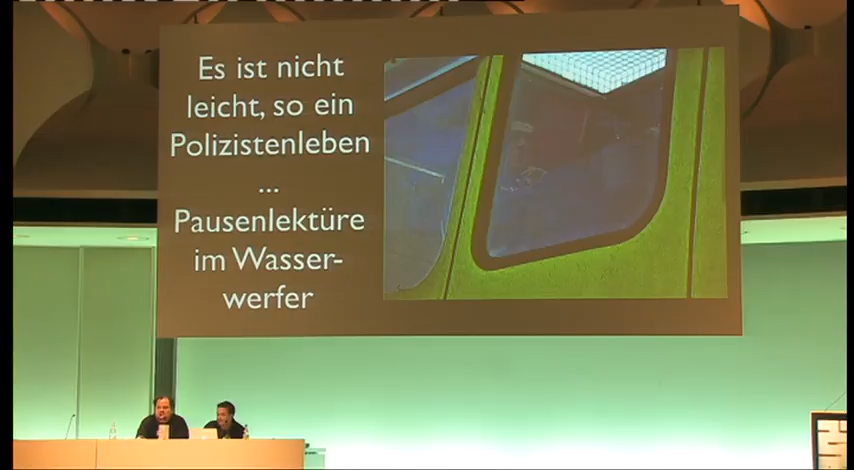 Es ist nicht
leicht, so ein
Polizistenleben
...
Pausenlektüre
im Wasser-
werfer